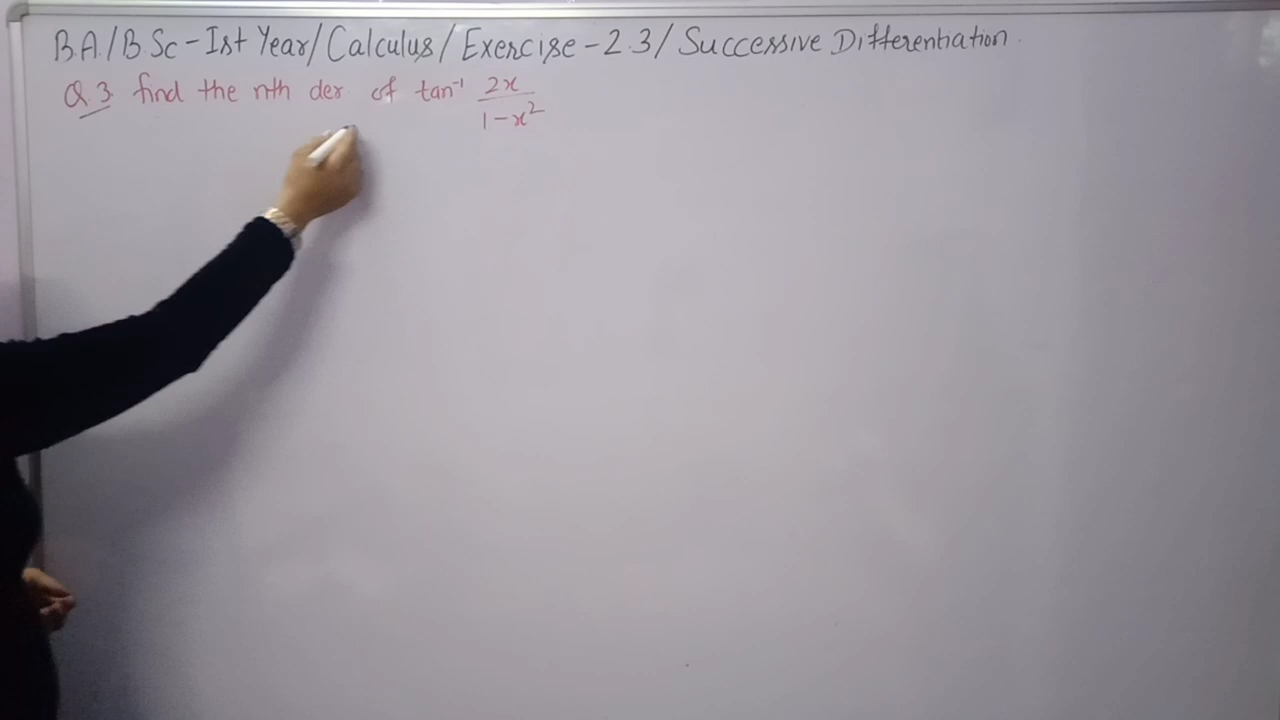 B.A./B.Sc-Ist Year/Calculus/Exercise-2.3/Successive Differentiation.
Q.3 find the nth der of tan⁻¹ 2x
1-x²